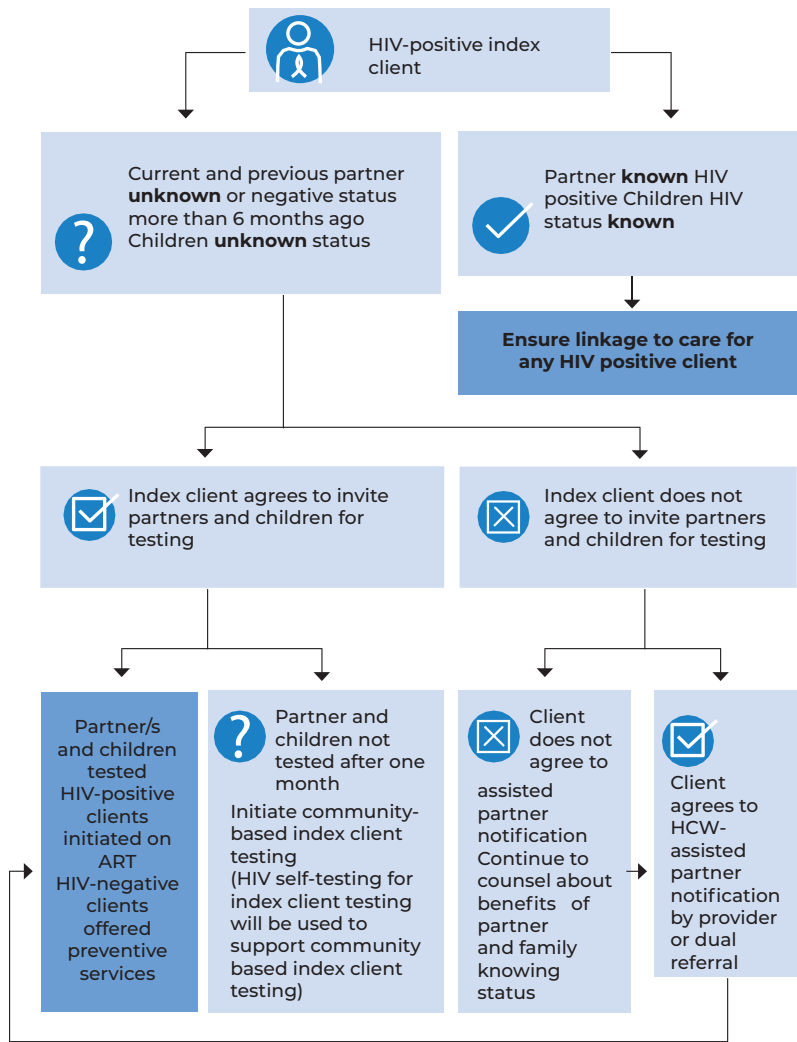 HIV-positive index
client
Current and previous partner
unknown or negative status
more than 6 months ago
Children unknown status
Partner known HIV
positive Children HIV
status known
Ensure linkage to care for
any HIV positive client
Index client agrees to invite
partners and children for
testing
Index client does not
agree to invite partners
and children for testing
Partner/s
and children
tested
HIV-positive
clients
initiated on
ART
HIV-negative
clients
offered
preventive
services
Partner and
children not
tested after one
month
Initiate community-
based index client
testing
(HIV self-testing for
index client testing
will be used to
support community
based index client
testing)
Client
does not
agree to
assisted
partner
notification
Continue to
counsel about
benefits of
partner
and family
knowing
status
Client
agrees to
HCW-
assisted
partner
notification
by provider
or dual
referral